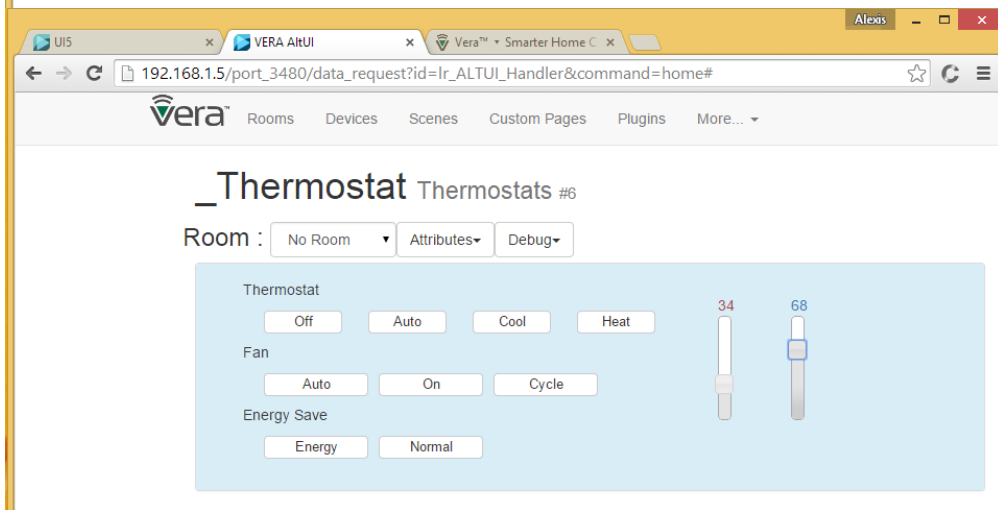 Alexis
UI5 VERA AltUI Vera™ • Smarter Home C
192.168.1.5/port_3480/data_request?id=lr_ALTUI_Handler&command=home#
vera™ Rooms Devices Scenes Custom Pages Plugins More...
_Thermostat Thermostats #6
Room : No Room Attributes Debug
Thermostat
34 68
Off Auto Cool Heat
Fan
Auto On Cycle
Energy Save
Energy Normal